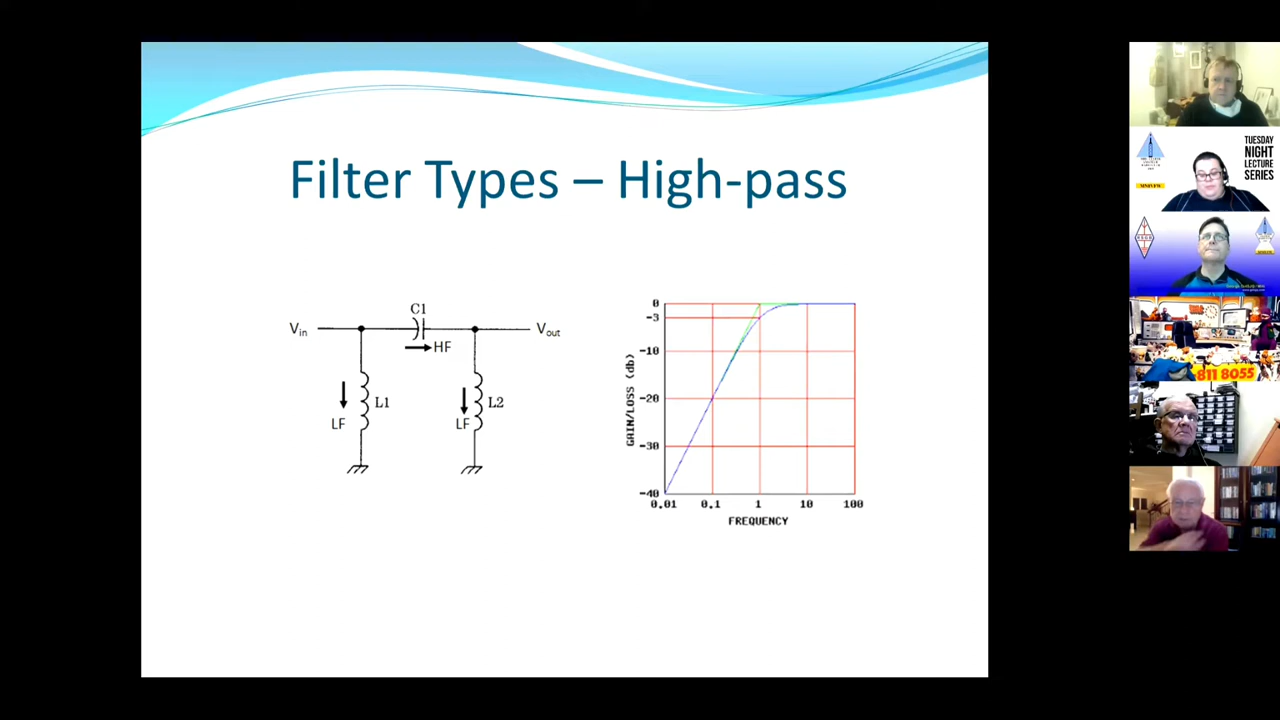 Filter Types – High-pass
C1
Vin
Vout
HF
L1
L2
LF
LF
GAIN/LOSS (db)
0
-3
-10
-20
-30
-40
0.01 0.1 1 10 100
FREQUENCY
TUESDAY
NIGHT
LECTURE
SERIES
811 8055